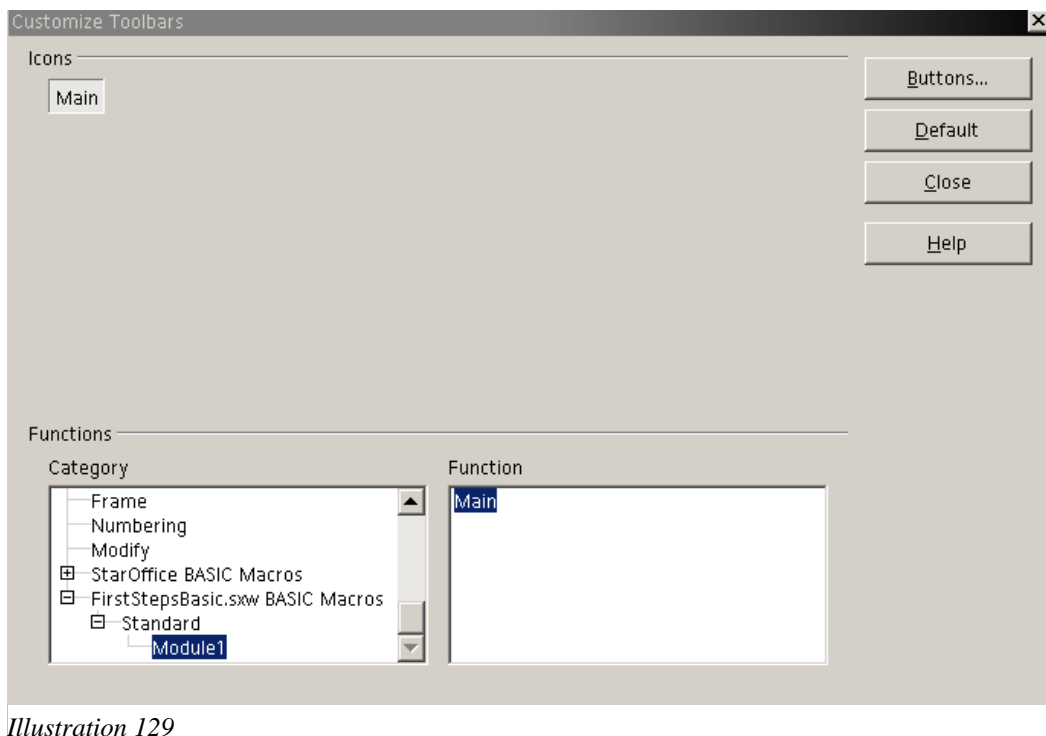 Customize Toolbars
Icons
Main
Buttons...
Default
Close
Help
Functions
Category
Function
Frame
Numbering
Modify
StarOffice BASIC Macros
FirstStepsBasic.sxw BASIC Macros
Standard
Module1
Main
Illustration 129